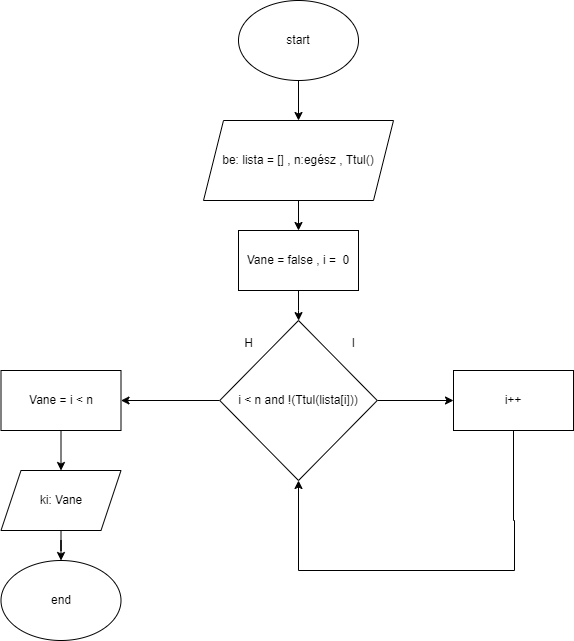 start
be: lista = [] , n:egész , Ttul()
Vane = false , i =  0
H
I
i < n and !(Ttul(lista[i]))
i++
Vane = i < n
ki: Vane
end